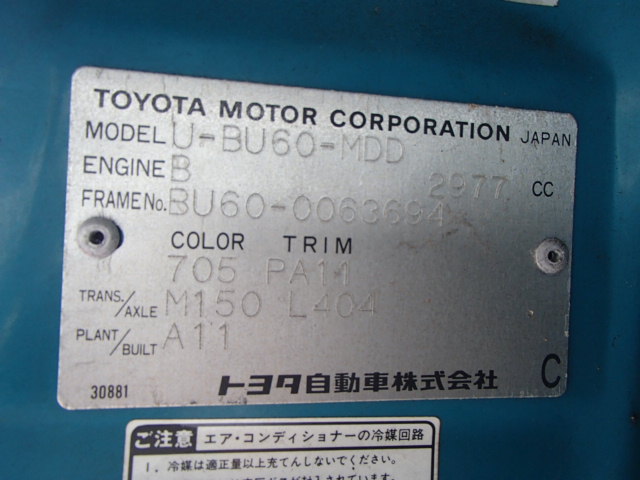 TOYOTA MOTOR CORPORATION JAPAN
MODEL U-BU60-MDD
ENGINE B 2977 CC
FRAME No. BU60-0063694
COLOR TRIM
705 PA11
TRANS./AXLE M150 L404
PLANT/BUILT A11
30881 トヨタ自動車株式会社 C
ご注意 エア・コンディショナーの冷媒回路
1. 冷媒は適正量以上充てんしないでください。